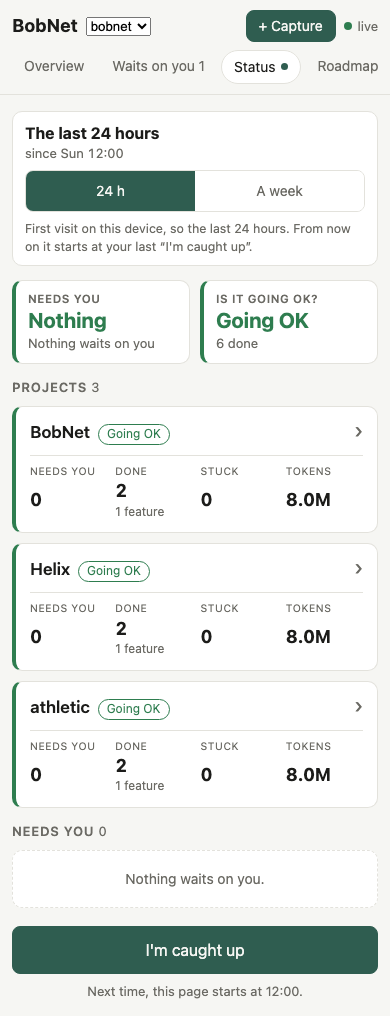 BobNet bobnet + Capture live
Overview Waits on you 1 Status Roadmap
The last 24 hours
since Sun 12:00
24 h A week
First visit on this device, so the last 24 hours. From now
on it starts at your last “I'm caught up”.
NEEDS YOU
Nothing
Nothing waits on you
IS IT GOING OK?
Going OK
6 done
PROJECTS 3
BobNet Going OK
NEEDS YOU DONE STUCK TOKENS
0 2 0 8.0M
1 feature
Helix Going OK
NEEDS YOU DONE STUCK TOKENS
0 2 0 8.0M
1 feature
athletic Going OK
NEEDS YOU DONE STUCK TOKENS
0 2 0 8.0M
1 feature
NEEDS YOU 0
Nothing waits on you.
I'm caught up
Next time, this page starts at 12:00.